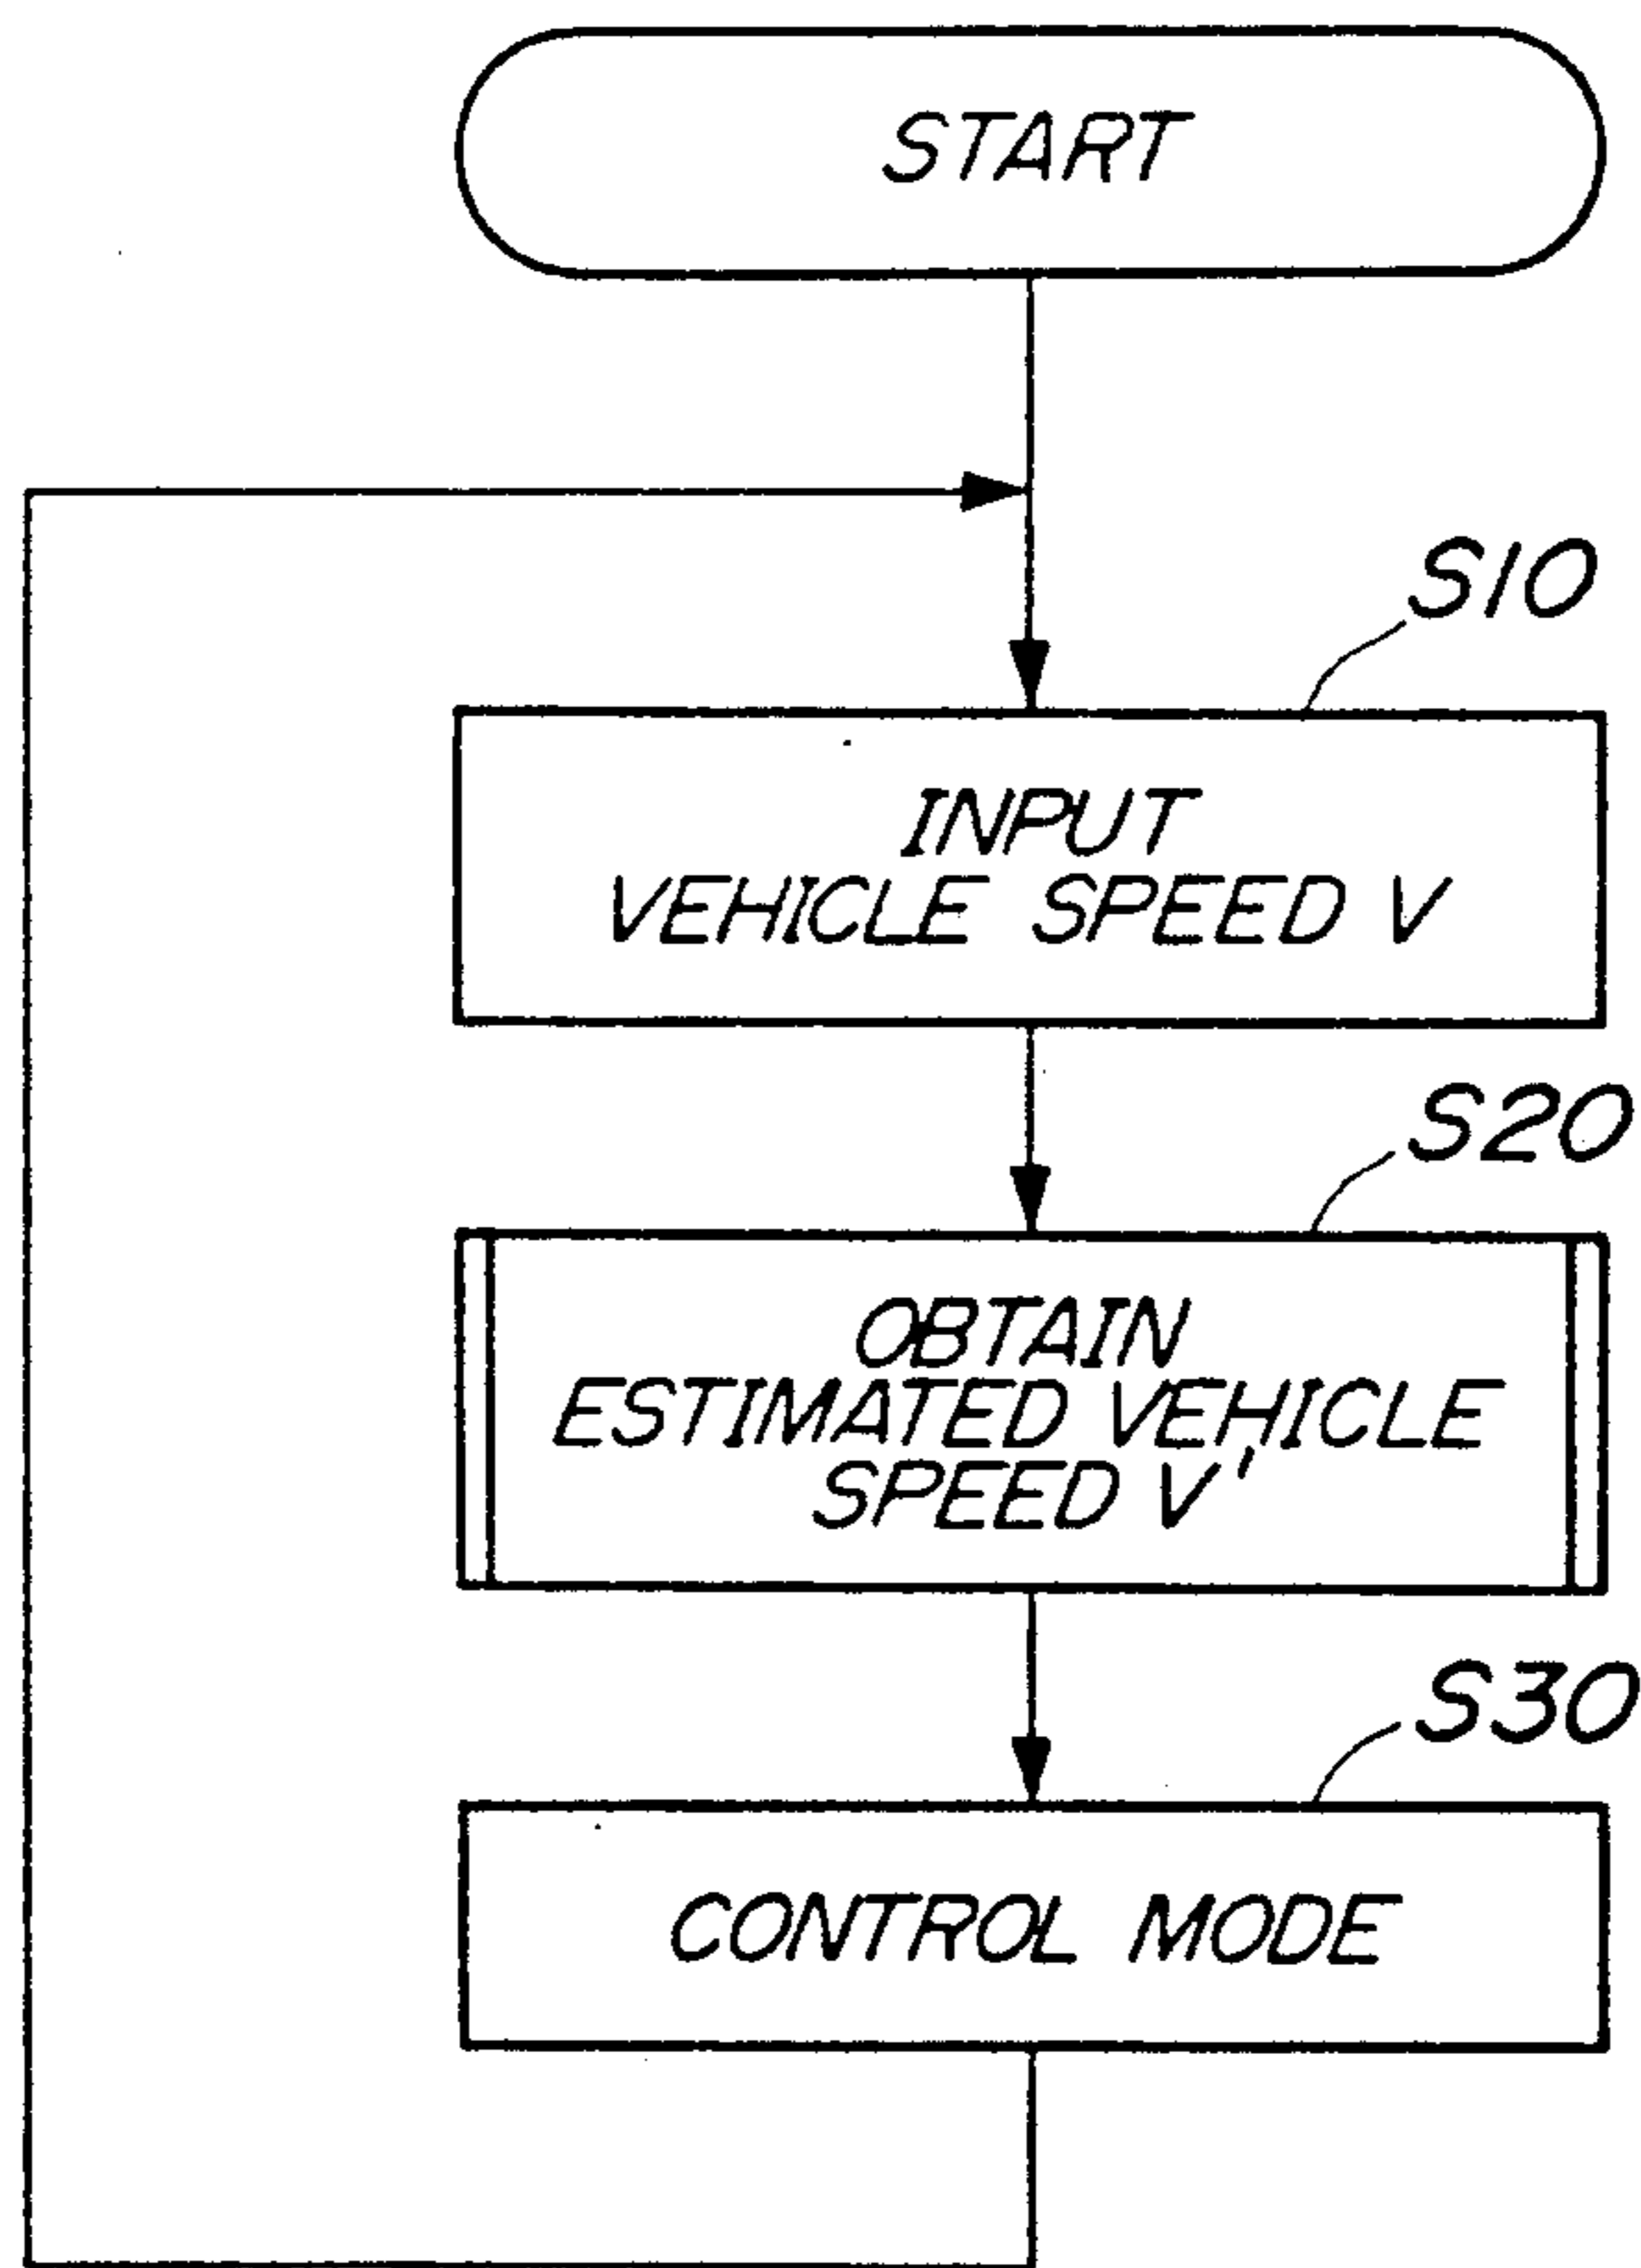 START
S10
INPUT
VEHICLE SPEED V
S20
OBTAIN
ESTIMATED VEHICLE
SPEED V'
S30
CONTROL MODE